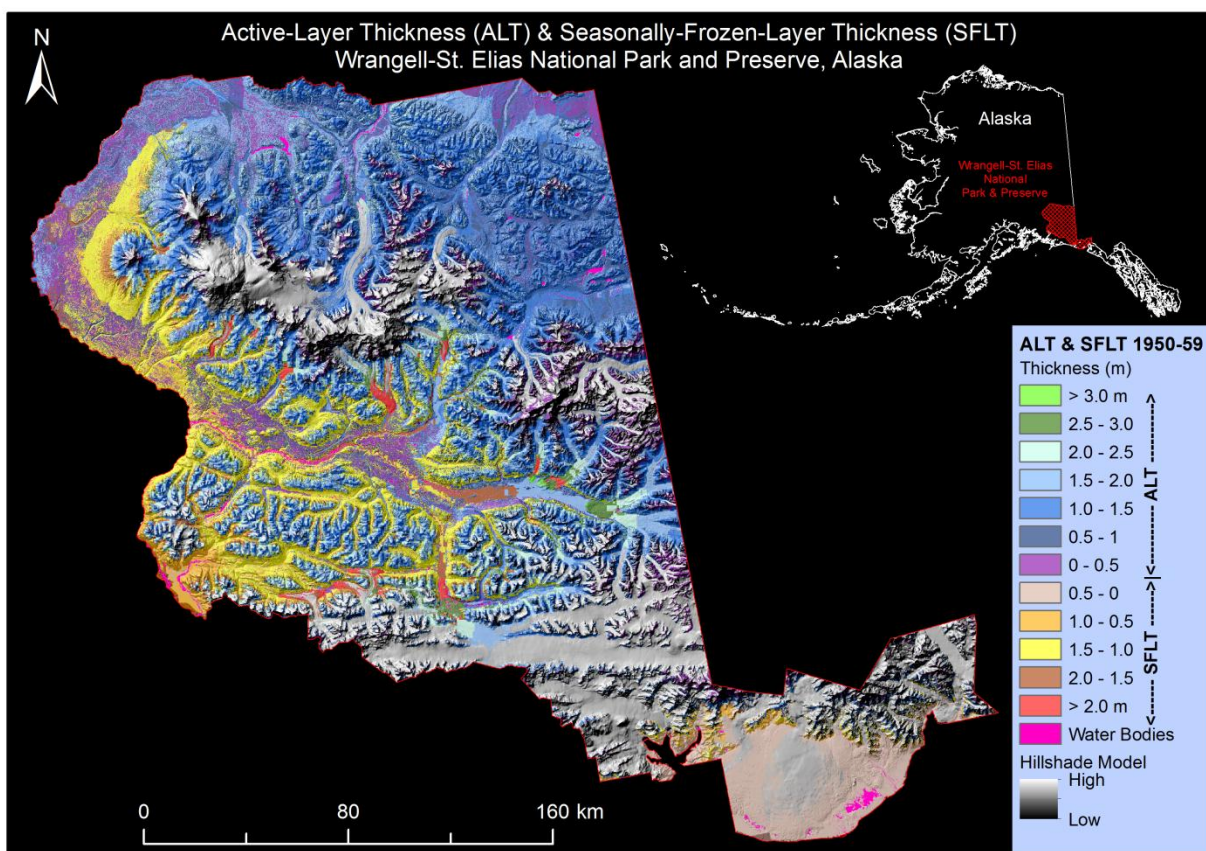 Active-Layer Thickness (ALT) & Seasonally-Frozen-Layer Thickness (SFLT)
Wrangell-St. Elias National Park and Preserve, Alaska
N
Alaska
Wrangell-St. Elias
National
Park & Preserve
ALT & SFLT 1950-59
Thickness (m)
> 3.0 m
2.5 - 3.0
2.0 - 2.5
1.5 - 2.0
1.0 - 1.5
0.5 - 1
0 - 0.5
ALT
0.5 - 0
1.0 - 0.5
1.5 - 1.0
2.0 - 1.5
> 2.0 m
SFLT
Water Bodies
Hillshade Model
High
Low
0 80 160 km